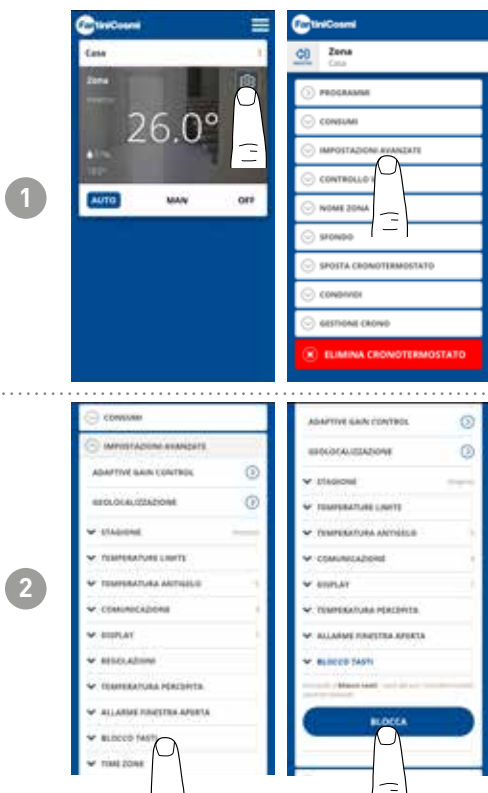 1
FantiniCosmi
Casa
Zona
26.0°
AUTO MAN OFF
FantiniCosmi
Zona
Casa
PROGRAMMI
CONSUMI
IMPOSTAZIONI AVANZATE
CONTROLLO
NOME ZONA
SFONDO
SPOSTA CRONOTERMOSTATO
CONDIVIDI
GESTIONE CRONO
ELIMINA CRONOTERMOSTATO
2
CONSUMI
IMPOSTAZIONI AVANZATE
ADAPTIVE GAIN CONTROL
GEOLOCALIZZAZIONE
STAGIONE
TEMPERATURE LIMITE
TEMPERATURA ANTIGELO
COMUNICAZIONE
DISPLAY
REGOLAZIONI
TEMPERATURA PERCEPITA
ALLARME FINESTRA APERTA
BLOCCO TASTI
TIME ZONE
ADAPTIVE GAIN CONTROL
GEOLOCALIZZAZIONE
STAGIONE
TEMPERATURE LIMITE
TEMPERATURA ANTIGELO
COMUNICAZIONE
DISPLAY
TEMPERATURA PERCEPITA
ALLARME FINESTRA APERTA
BLOCCO TASTI
blocco tasti
BLOCCA